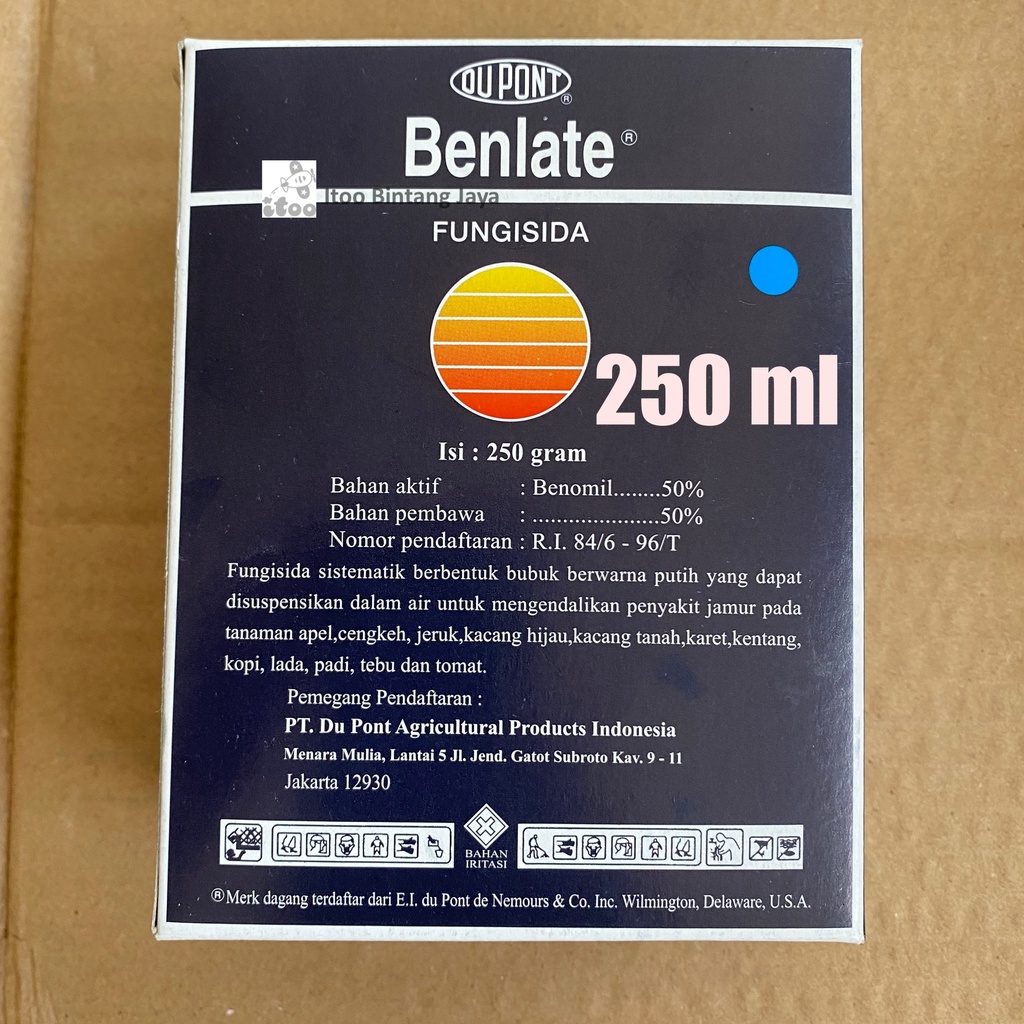 DU PONT ®
Benlate ®
itoo Itoo Bintang Jaya
FUNGISIDA
250 ml
Isi : 250 gram
Bahan aktif : Benomil........50%
Bahan pembawa : ......................50%
Nomor pendaftaran : R.I. 84/6 - 96/T
Fungisida sistematik berbentuk bubuk berwarna putih yang dapat
disuspensikan dalam air untuk mengendalikan penyakit jamur pada
tanaman apel,cengkeh, jeruk,kacang hijau,kacang tanah,karet,kentang,
kopi, lada, padi, tebu dan tomat.
Pemegang Pendaftaran :
PT. Du Pont Agricultural Products Indonesia
Menara Mulia, Lantai 5 Jl. Jend. Gatot Subroto Kav. 9 - 11
Jakarta 12930
BAHAN
IRITASI
®Merk dagang terdaftar dari E.I. du Pont de Nemours & Co. Inc. Wilmington, Delaware, U.S.A.